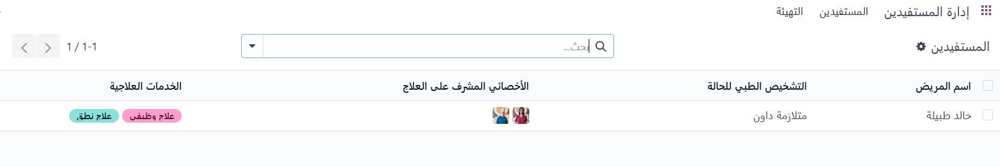 إدارة المستفيدين المستفيدين التهيئة
المستفيدين بحث... 1-1 / 1
اسم المريض التشخيص الطبي للحالة الأخصائي المشرف على العلاج الخدمات العلاجية
خالد طبيلة متلازمة داون علاج وظيفي علاج نطق